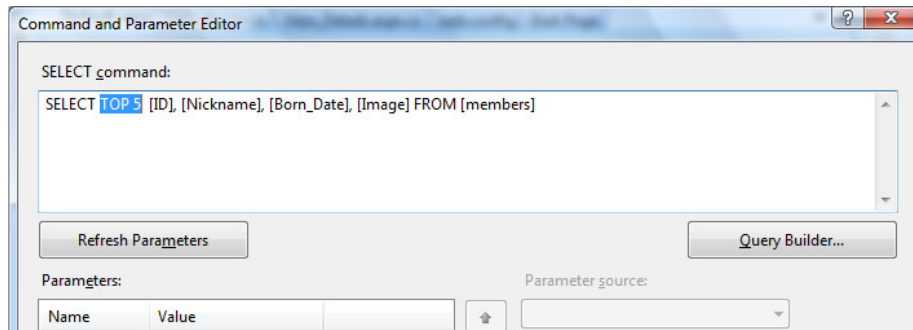 Command and Parameter Editor
SELECT command:
SELECT TOP 5 [ID], [Nickname], [Born_Date], [Image] FROM [members]
Refresh Parameters
Query Builder...
Parameters:
Parameter source:
Name Value